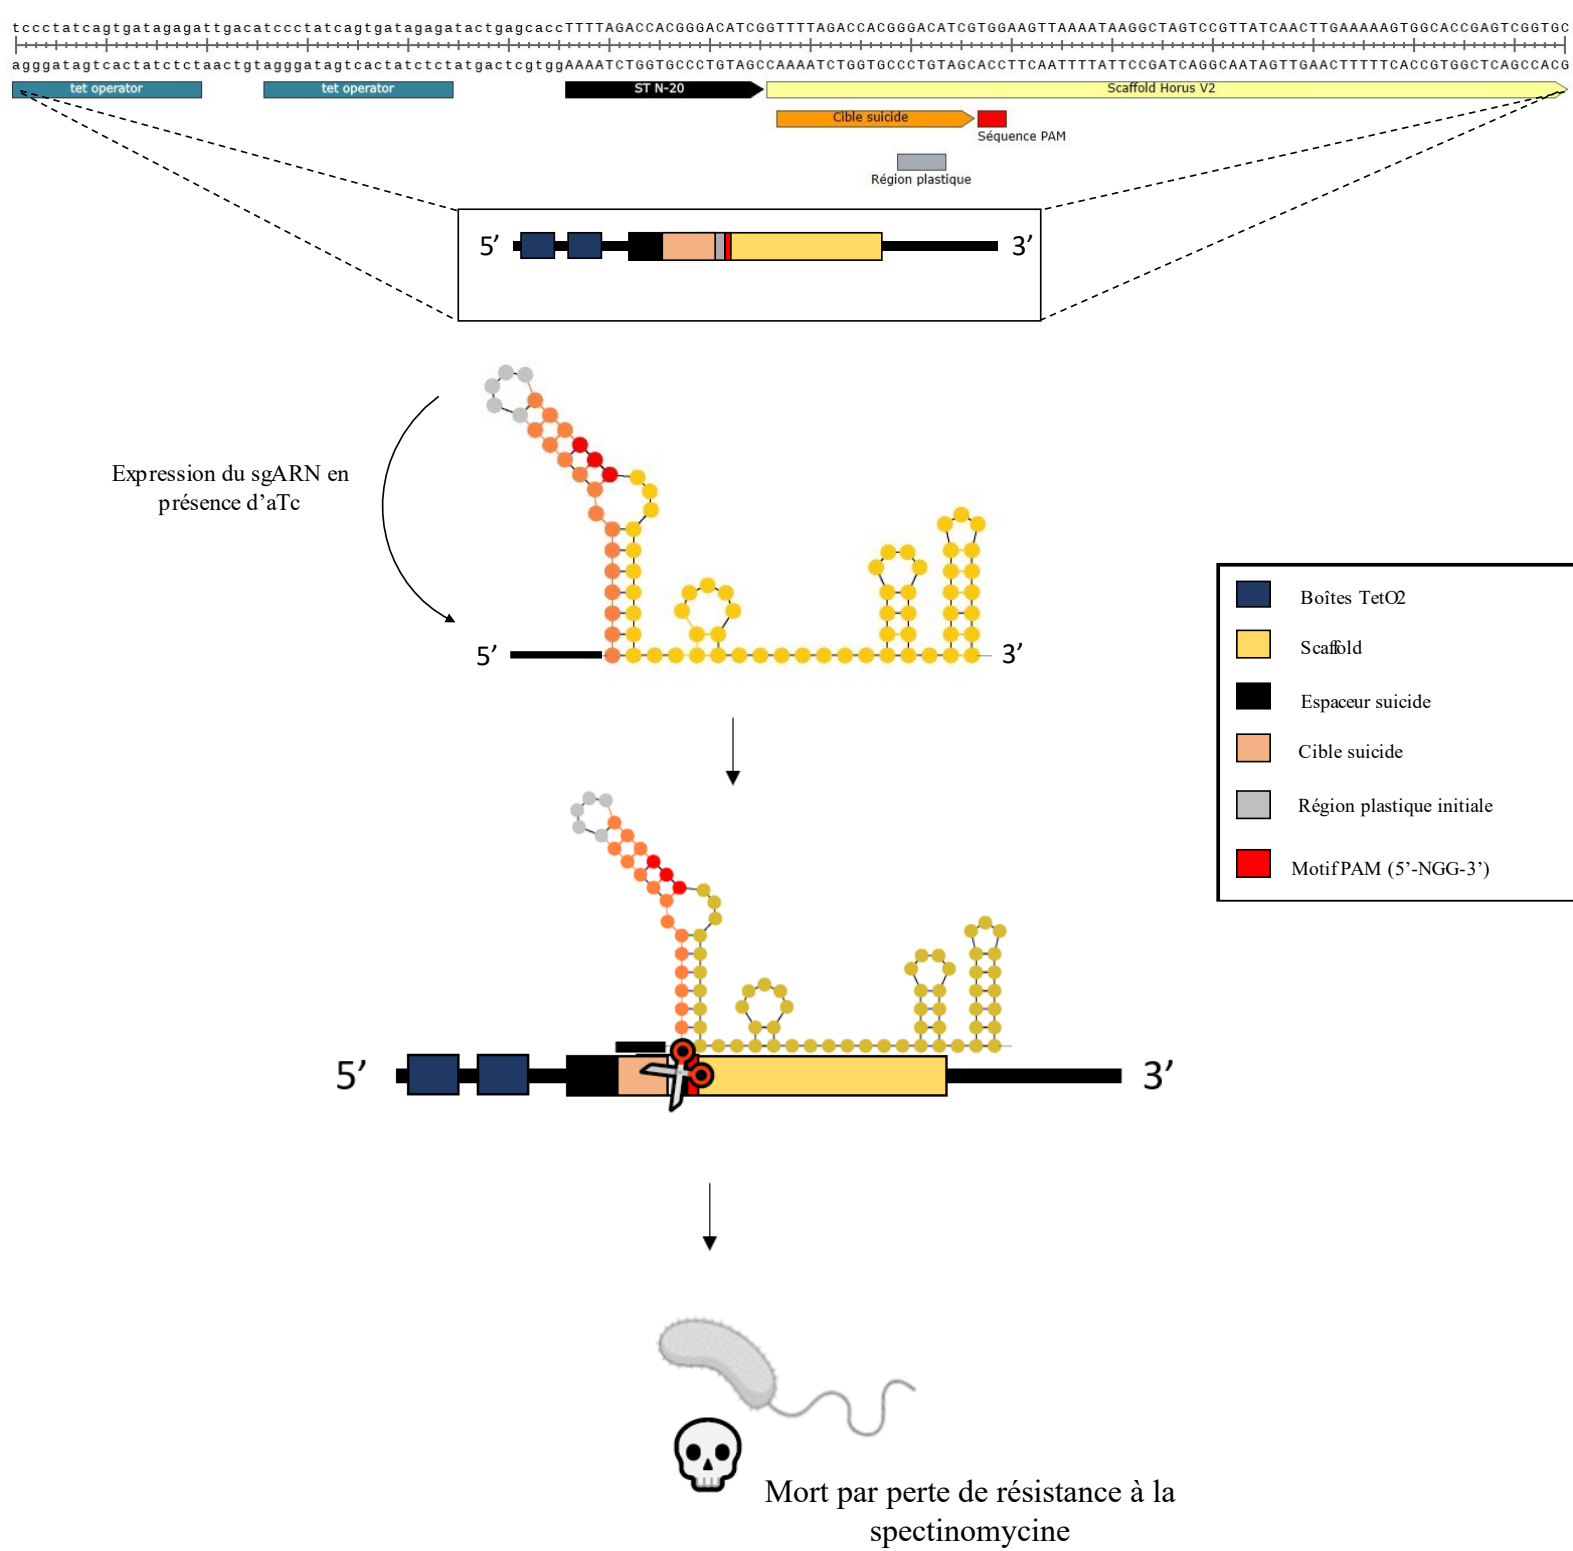 tccctatcagtgatagagattgacatccctatcagtgatagagatactgagcaccTTTTAGACCACGGGACATCGGTTTTAGACCACGGGACATCGTGGAAGTTAAAATAAGGCTAGTCCGTTATCAACTTGAAAAAGTGGCACCGAGTCGGTGC
agggatagtcactatctctaactgtagggatagtcactatctctatgactcgtggAAAATCTGGTGCCCTGTAGCCAAAATCTGGTGCCCTGTAGCACCTTCAATTTTATTCCGATCAGGCAATAGTTGAACTTTTTCACCGTGGCTCAGCCACG
tet operator
tet operator
ST N-20
Scaffold Horus V2
Cible suicide
Séquence PAM
Région plastique
5’
3’
Expression du sgARN en
présence d’aTc
5’
3’
Boîtes TetO2
Scaffold
Espaceur suicide
Cible suicide
Région plastique initiale
Motif PAM (5’-NGG-3’)
5’
3’
Mort par perte de résistance à la
spectinomycine